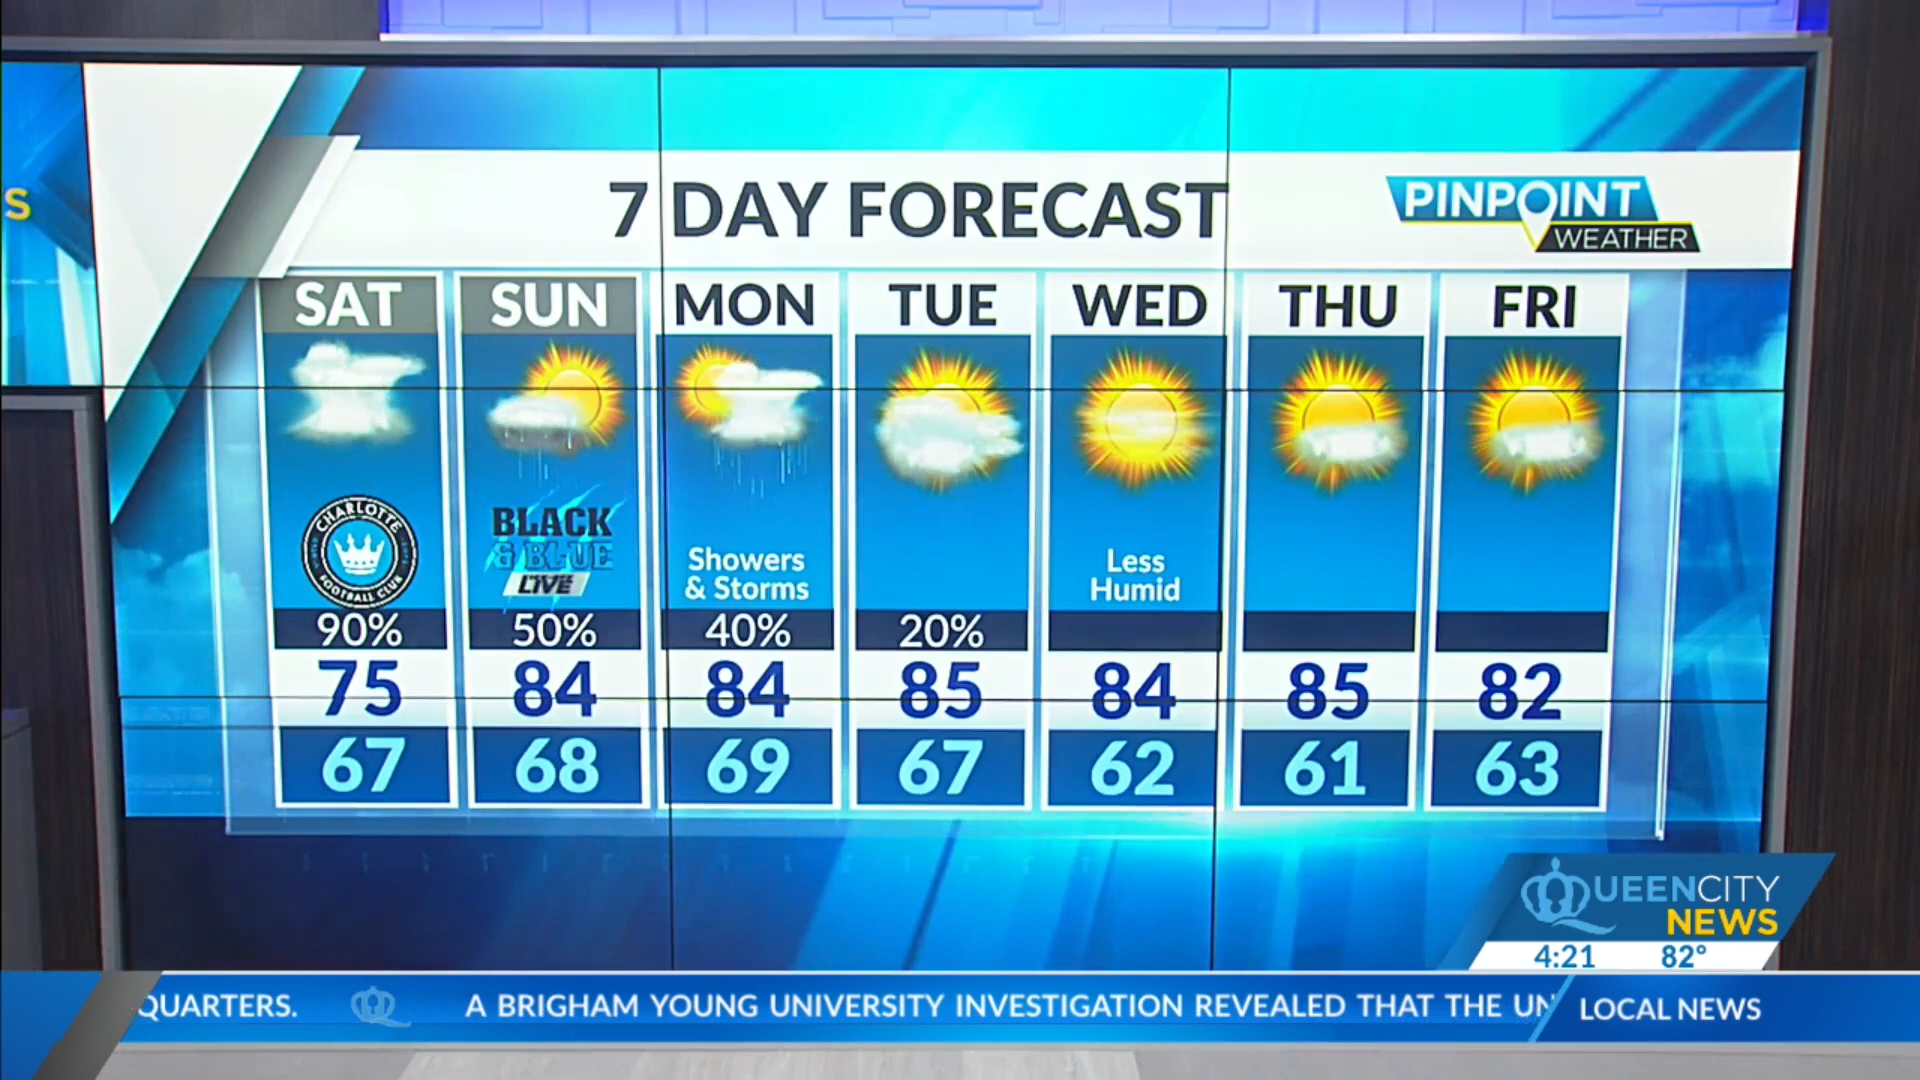 S
7 DAY FORECAST
PINPOINT
WEATHER
SAT SUN MON TUE WED THU FRI
CHARLOTTE
FOOTBALL CLUB
BLACK
& BLUE
LIVE
Showers
& Storms
Less
Humid
90% 50% 40% 20%
75 84 84 85 84 85 82
67 68 69 67 62 61 63
QUEEN CITY
NEWS
4:21 82°
QUARTERS. A BRIGHAM YOUNG UNIVERSITY INVESTIGATION REVEALED THAT THE UN
LOCAL NEWS